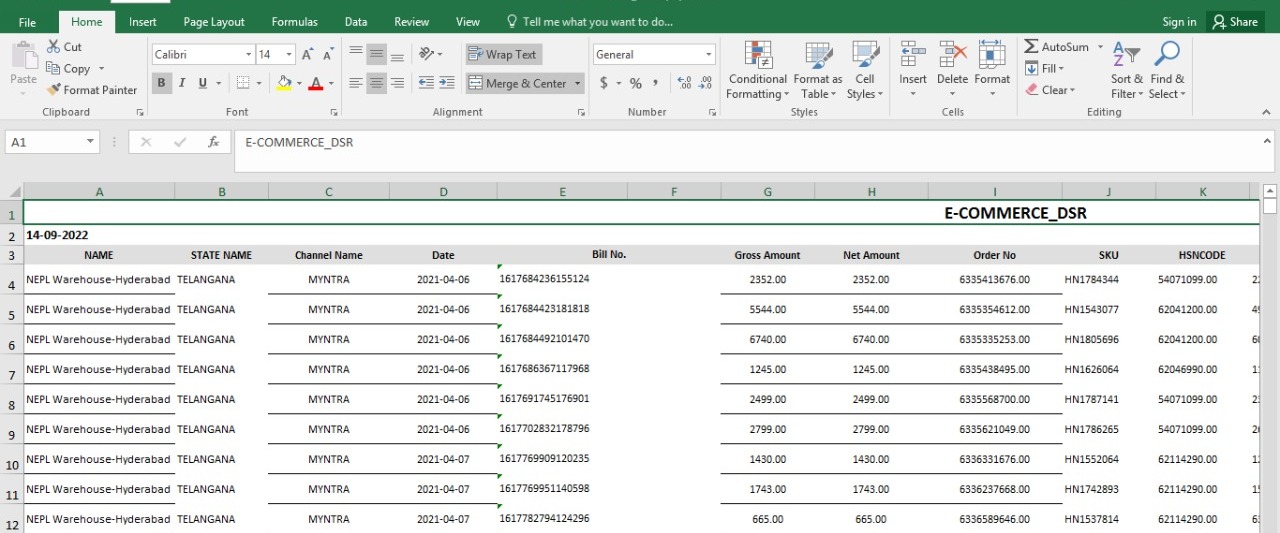 File Home Insert Page Layout Formulas Data Review View Tell me what you want to do... Sign in Share
Cut
Copy
Format Painter
Paste
Calibri 14 A A
B I U A
Wrap Text
Merge & Center
General
$ % , .0 .00 .00 .0
Conditional Formatting
Format as Table
Cell Styles
Insert Delete Format
AutoSum
Fill
Clear
Sort & Filter
Find & Select
Clipboard Font Alignment Number Styles Cells Editing
A1 fx E-COMMERCE_DSR
A B C D E F G H I J K
1 E-COMMERCE_DSR
2 14-09-2022
3 NAME STATE NAME Channel Name Date Bill No. Gross Amount Net Amount Order No SKU HSNCODE
4 NEPL Warehouse-Hyderabad TELANGANA MYNTRA 2021-04-06 1617684236155124 2352.00 2352.00 6335413676.00 HN1784344 54071099.00
5 NEPL Warehouse-Hyderabad TELANGANA MYNTRA 2021-04-06 1617684423181818 5544.00 5544.00 6335354612.00 HN1543077 62041200.00
6 NEPL Warehouse-Hyderabad TELANGANA MYNTRA 2021-04-06 1617684492101470 6740.00 6740.00 6335335253.00 HN1805696 62041200.00
7 NEPL Warehouse-Hyderabad TELANGANA MYNTRA 2021-04-06 1617686367117968 1245.00 1245.00 6335438495.00 HN1626064 62046990.00
8 NEPL Warehouse-Hyderabad TELANGANA MYNTRA 2021-04-06 1617691745176901 2499.00 2499.00 6335568700.00 HN1787141 54071099.00
9 NEPL Warehouse-Hyderabad TELANGANA MYNTRA 2021-04-06 1617702832178796 2799.00 2799.00 6335621049.00 HN1786265 54071099.00
10 NEPL Warehouse-Hyderabad TELANGANA MYNTRA 2021-04-07 1617769909120235 1430.00 1430.00 6336331676.00 HN1552064 62114290.00
11 NEPL Warehouse-Hyderabad TELANGANA MYNTRA 2021-04-07 1617769951140598 1743.00 1743.00 6336237668.00 HN1742893 62114290.00
12 NEPL Warehouse-Hyderabad TELANGANA MYNTRA 2021-04-07 1617782794124296 665.00 665.00 6336589646.00 HN1537814 62114290.00